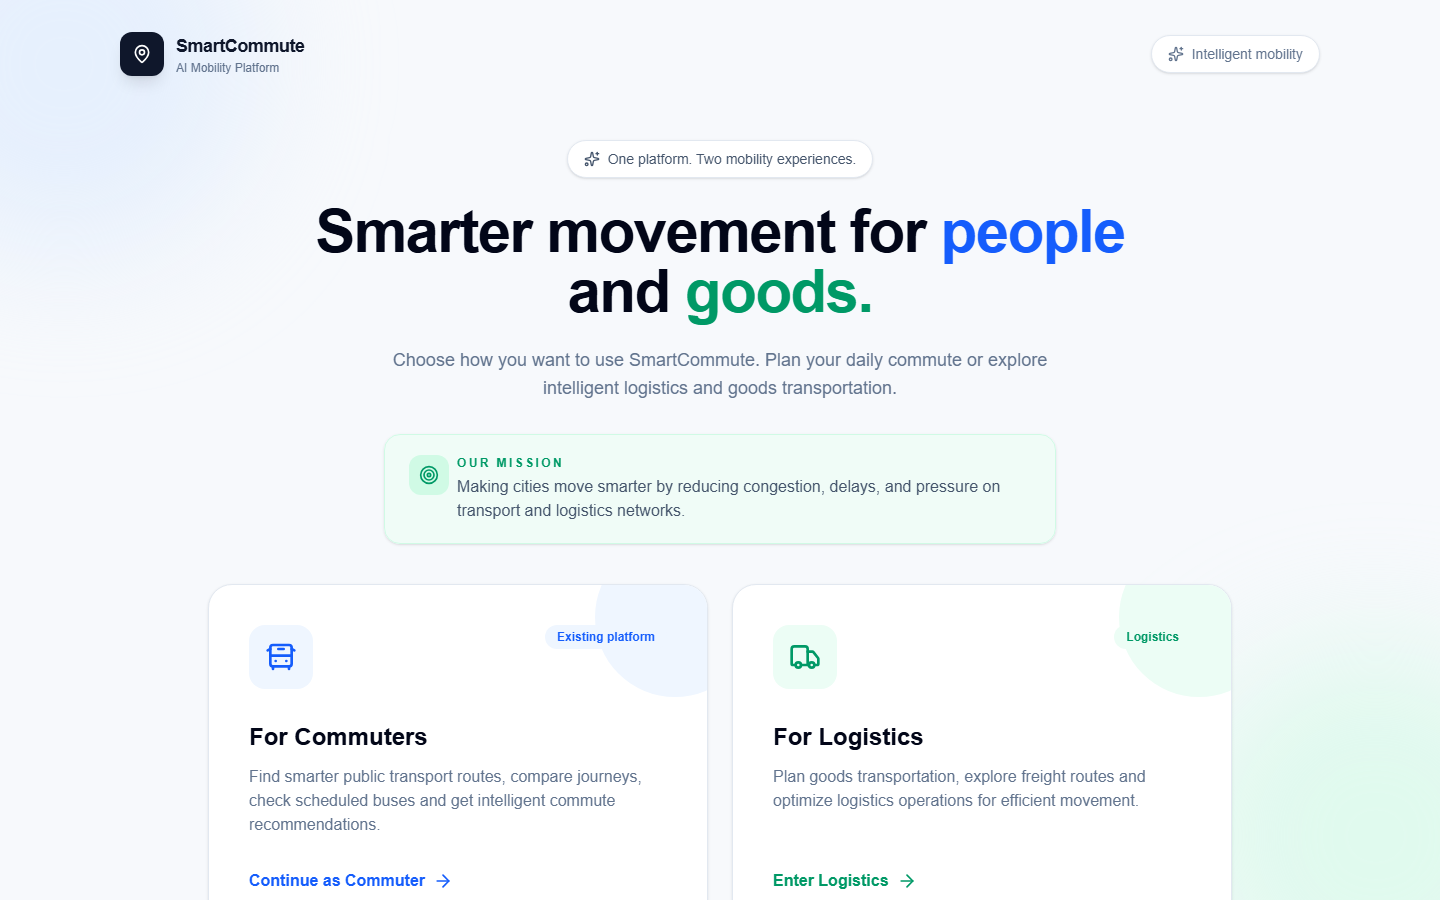 SmartCommute
AI Mobility Platform
Intelligent mobility
One platform. Two mobility experiences.
Smarter movement for people
and goods.
Choose how you want to use SmartCommute. Plan your daily commute or explore
intelligent logistics and goods transportation.
OUR MISSION
Making cities move smarter by reducing congestion, delays, and pressure on
transport and logistics networks.
Existing platform
For Commuters
Find smarter public transport routes, compare journeys,
check scheduled buses and get intelligent commute
recommendations.
Continue as Commuter
Logistics
For Logistics
Plan goods transportation, explore freight routes and
optimize logistics operations for efficient movement.
Enter Logistics